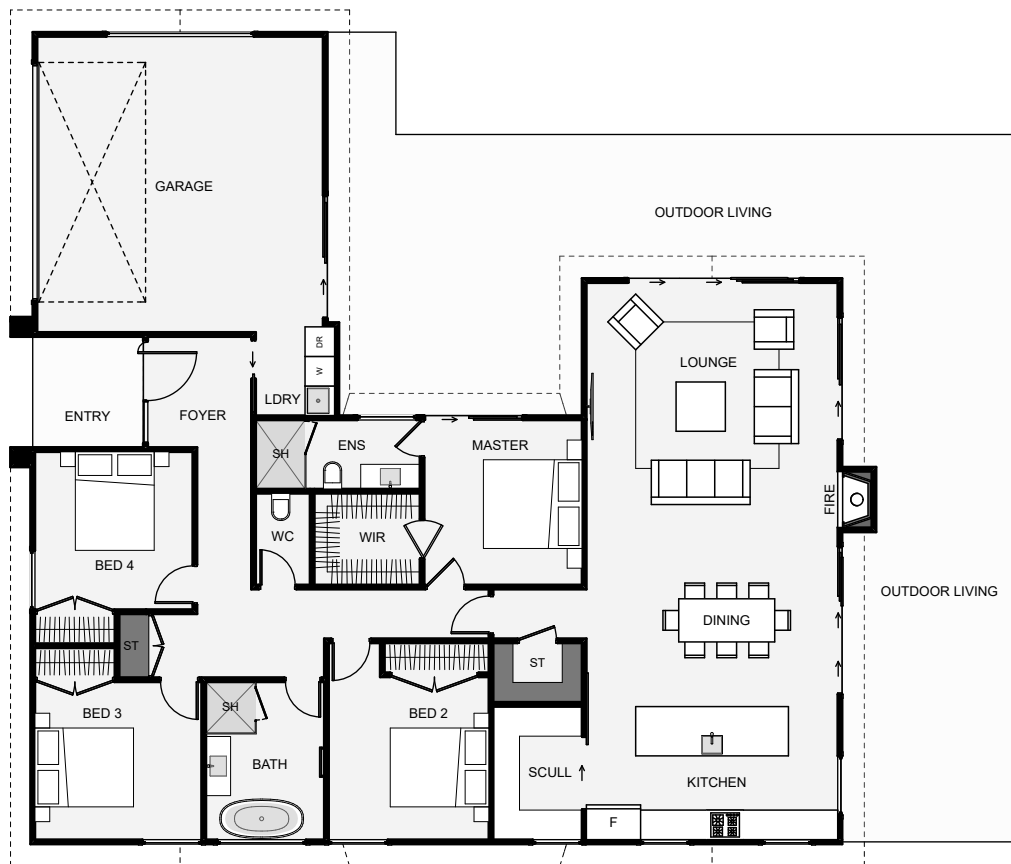 GARAGE
OUTDOOR LIVING
DR
W
LOUNGE
LDRY
ENTRY
FOYER
SH
ENS
MASTER
FIRE
WC
WIR
BED 4
OUTDOOR LIVING
DINING
ST
ST
SH
BED 3
BED 2
BATH
SCULL
KITCHEN
F